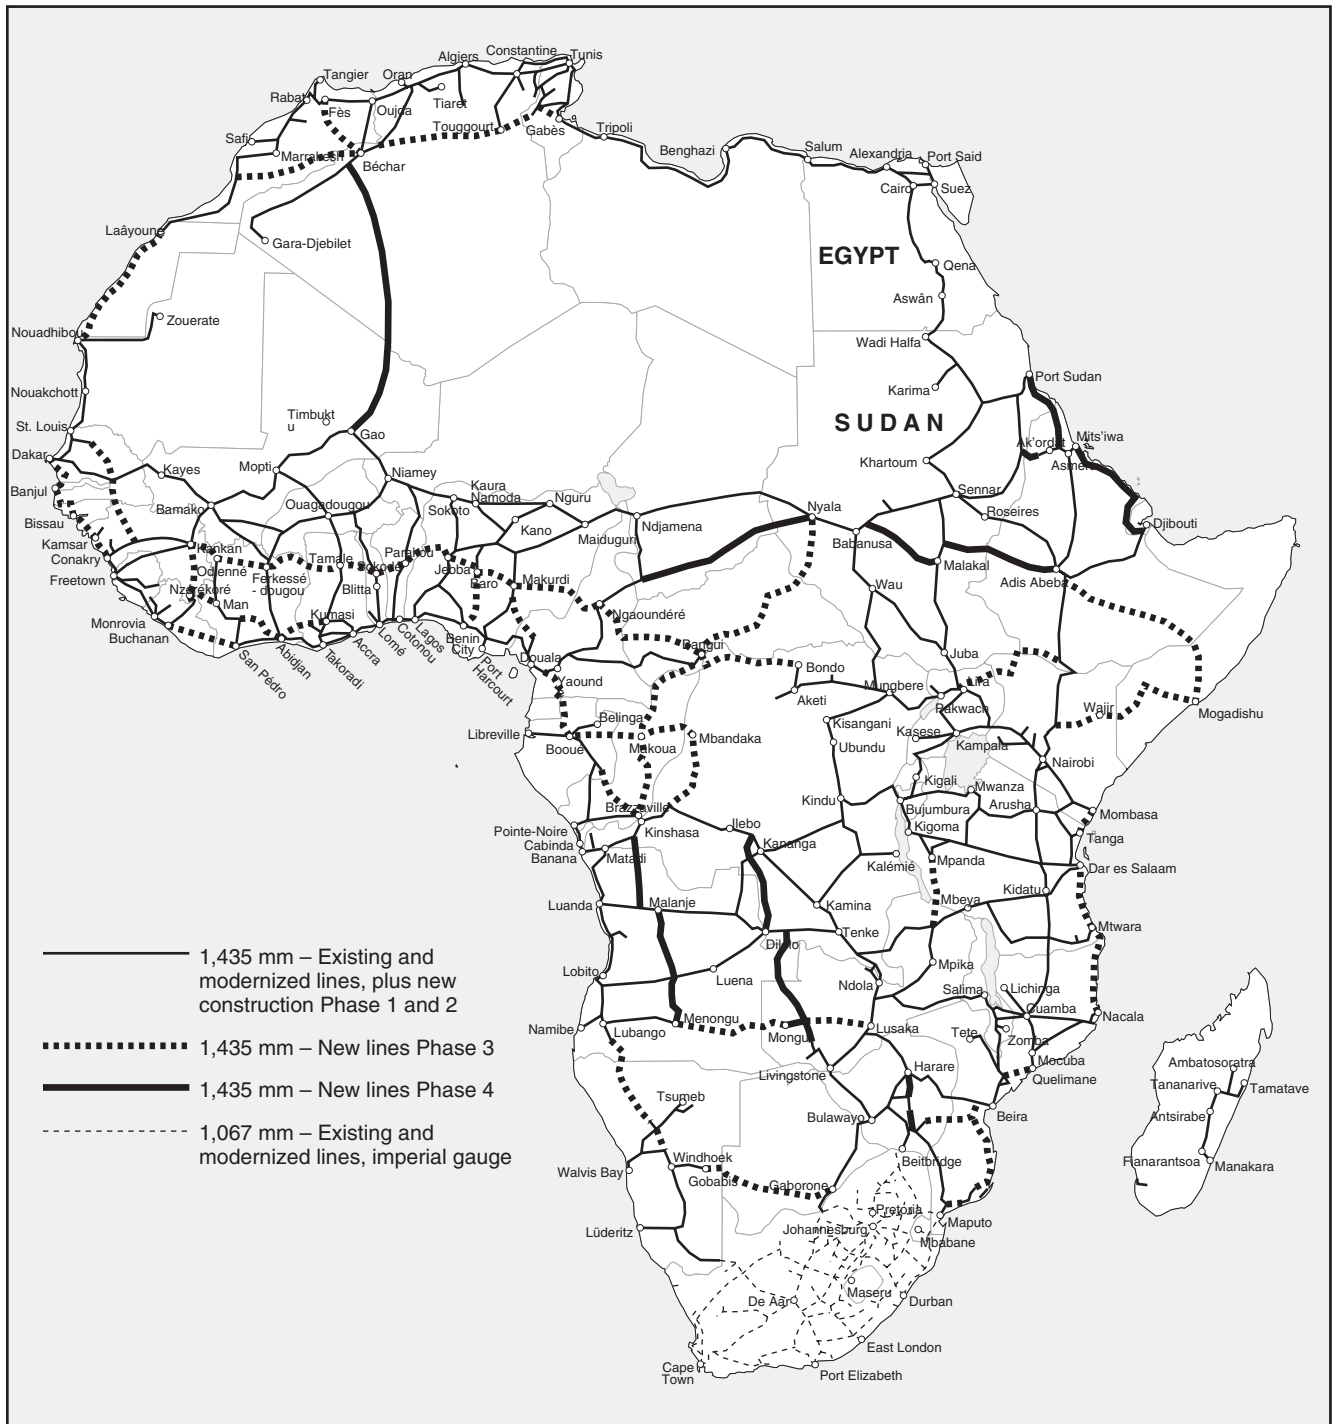 Algiers
Constantine
Tunis
Tangier
Oran
Rabat
Fès
Oujda
Tiaret
Touggourt
Gabès
Tripoli
Safi
Marrakesh
Béchar
Benghazi
Salum
Alexandria
Port Said
Cairo
Suez
Laâyoune
Gara-Djebilet
EGYPT
Qena
Aswân
Zouerate
Nouadhibou
Wadi Halfa
Nouakchott
Karima
Port Sudan
Timbukt
u
St. Louis
Gao
SUDAN
Ak'ordat
Mits'iwa
Dakar
Kayes
Mopti
Niamey
Khartoum
Asmera
Banjul
Kaura
Namoda
Nguru
Sennar
Bissau
Bamako
Ouagadougou
Sokoto
Nyala
Roseires
Kano
Ndjamena
Djibouti
Kamsar
Maiduguri
Babanusa
Conakry
Kankan
Tamale
Parakou
Freetown
Odienné
Sokodé
Jebba
Malakal
Ferkessé
- dougou
Baro
Makurdi
Adis Abeba
Nzérékoré
Blitta
Wau
Man
Kumasi
Ngaoundéré
Monrovia
Buchanan
San Pédro
Abidjan
Takoradi
Accra
Lomé
Cotonou
Lagos
Benin
City
Port
Harcourt
Bangui
Juba
Douala
Bondo
Yaound
Aketi
Mungbere
Lira
Pakwach
Wajir
Mogadishu
Belinga
Kisangani
Libreville
Booué
Makoua
Mbandaka
Ubundu
Kasese
Kampala
Nairobi
Kigali
Mwanza
Brazzaville
Kindu
Bujumbura
Arusha
Mombasa
Pointe-Noire
Kinshasa
Ilebo
Kigoma
Cabinda
Kananga
Tanga
Banana
Matadi
Kalémié
Mpanda
Dar es Salaam
Kidatu
Luanda
Malanje
Kamina
Mbeya
Dilolo
Tenke
Mtwara
1,435 mm – Existing and
modernized lines, plus new
construction Phase 1 and 2
Lobito
Luena
Mpika
Ndola
Salima
Lichinga
Namibe
Lubango
Menongu
Mongu
Lusaka
Cuamba
Nacala
Tete
Zomba
1,435 mm – New lines Phase 3
Mocuba
Livingstone
Harare
Quelimane
Ambatosoratra
1,435 mm – New lines Phase 4
Tananarive
Tamatave
Tsumeb
Bulawayo
Beira
Antsirabe
1,067 mm – Existing and
modernized lines, imperial gauge
Walvis Bay
Windhoek
Beitbridge
Fianarantsoa
Manakara
Gobabis
Gaborone
Pretoria
Maputo
Lüderitz
Johannesburg
Mbabane
De Aar
Maseru
Durban
East London
Cape
Town
Port Elizabeth